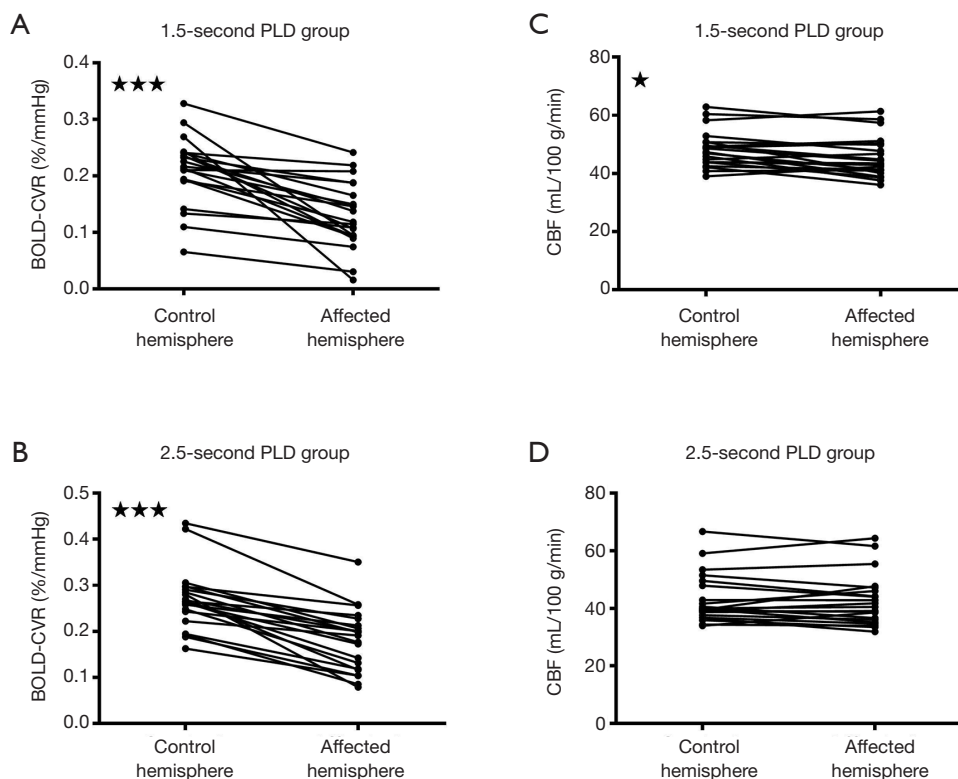 A
1.5-second PLD group
BOLD-CVR (%/mmHg)
0.4
0.3
0.2
0.1
0.0
★★★
Control
hemisphere
Affected
hemisphere
C
1.5-second PLD group
CBF (mL/100 g/min)
80
60
40
20
0
★
Control
hemisphere
Affected
hemisphere
B
2.5-second PLD group
BOLD-CVR (%/mmHg)
0.5
0.4
0.3
0.2
0.1
0.0
★★★
Control
hemisphere
Affected
hemisphere
D
2.5-second PLD group
CBF (mL/100 g/min)
80
60
40
20
0
Control
hemisphere
Affected
hemisphere